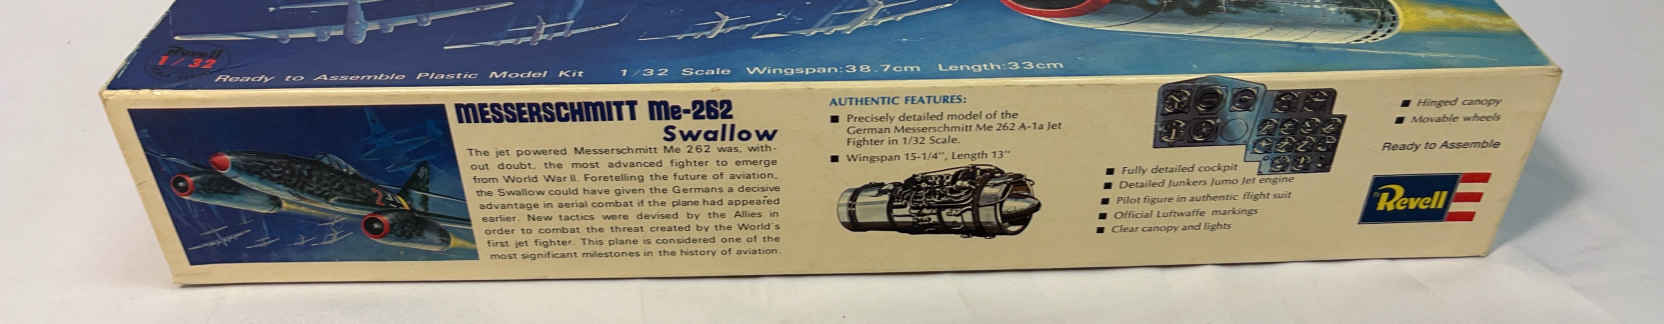 Revell
1/32
Ready to Assemble Plastic Model Kit 1/32 Scale Wingspan:38.7cm Length:33cm
MESSERSCHMITT Me-262
Swallow
The jet powered Messerschmitt Me 262 was, with-
out doubt, the most advanced fighter to emerge
from World War II. Foretelling the future of aviation,
the Swallow could have given the Germans a decisive
advantage in aerial combat if the plane had appeared
earlier. New tactics were devised by the Allies in
order to combat the threat created by the World's
first jet fighter. This plane is considered one of the
most significant milestones in the history of aviation.
AUTHENTIC FEATURES:
■ Precisely detailed model of the
German Messerschmitt Me 262 A-1a Jet
Fighter in 1/32 Scale.
■ Wingspan 15-1/4", Length 13"
■ Fully detailed cockpit
■ Detailed Junkers Jumo Jet engine
■ Pilot figure in authentic flight suit
■ Official Luftwaffe markings
■ Clear canopy and lights
■ Hinged canopy
■ Movable wheels
Ready to Assemble
Revell